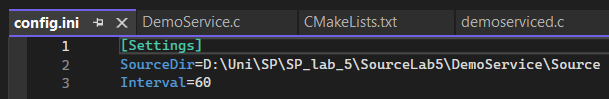 config.ini DemoService.c CMakeLists.txt demoserviced.c
1 [Settings]
2 SourceDir=D:\Uni\SP\SP_lab_5\SourceLab5\DemoService\Source
3 Interval=60